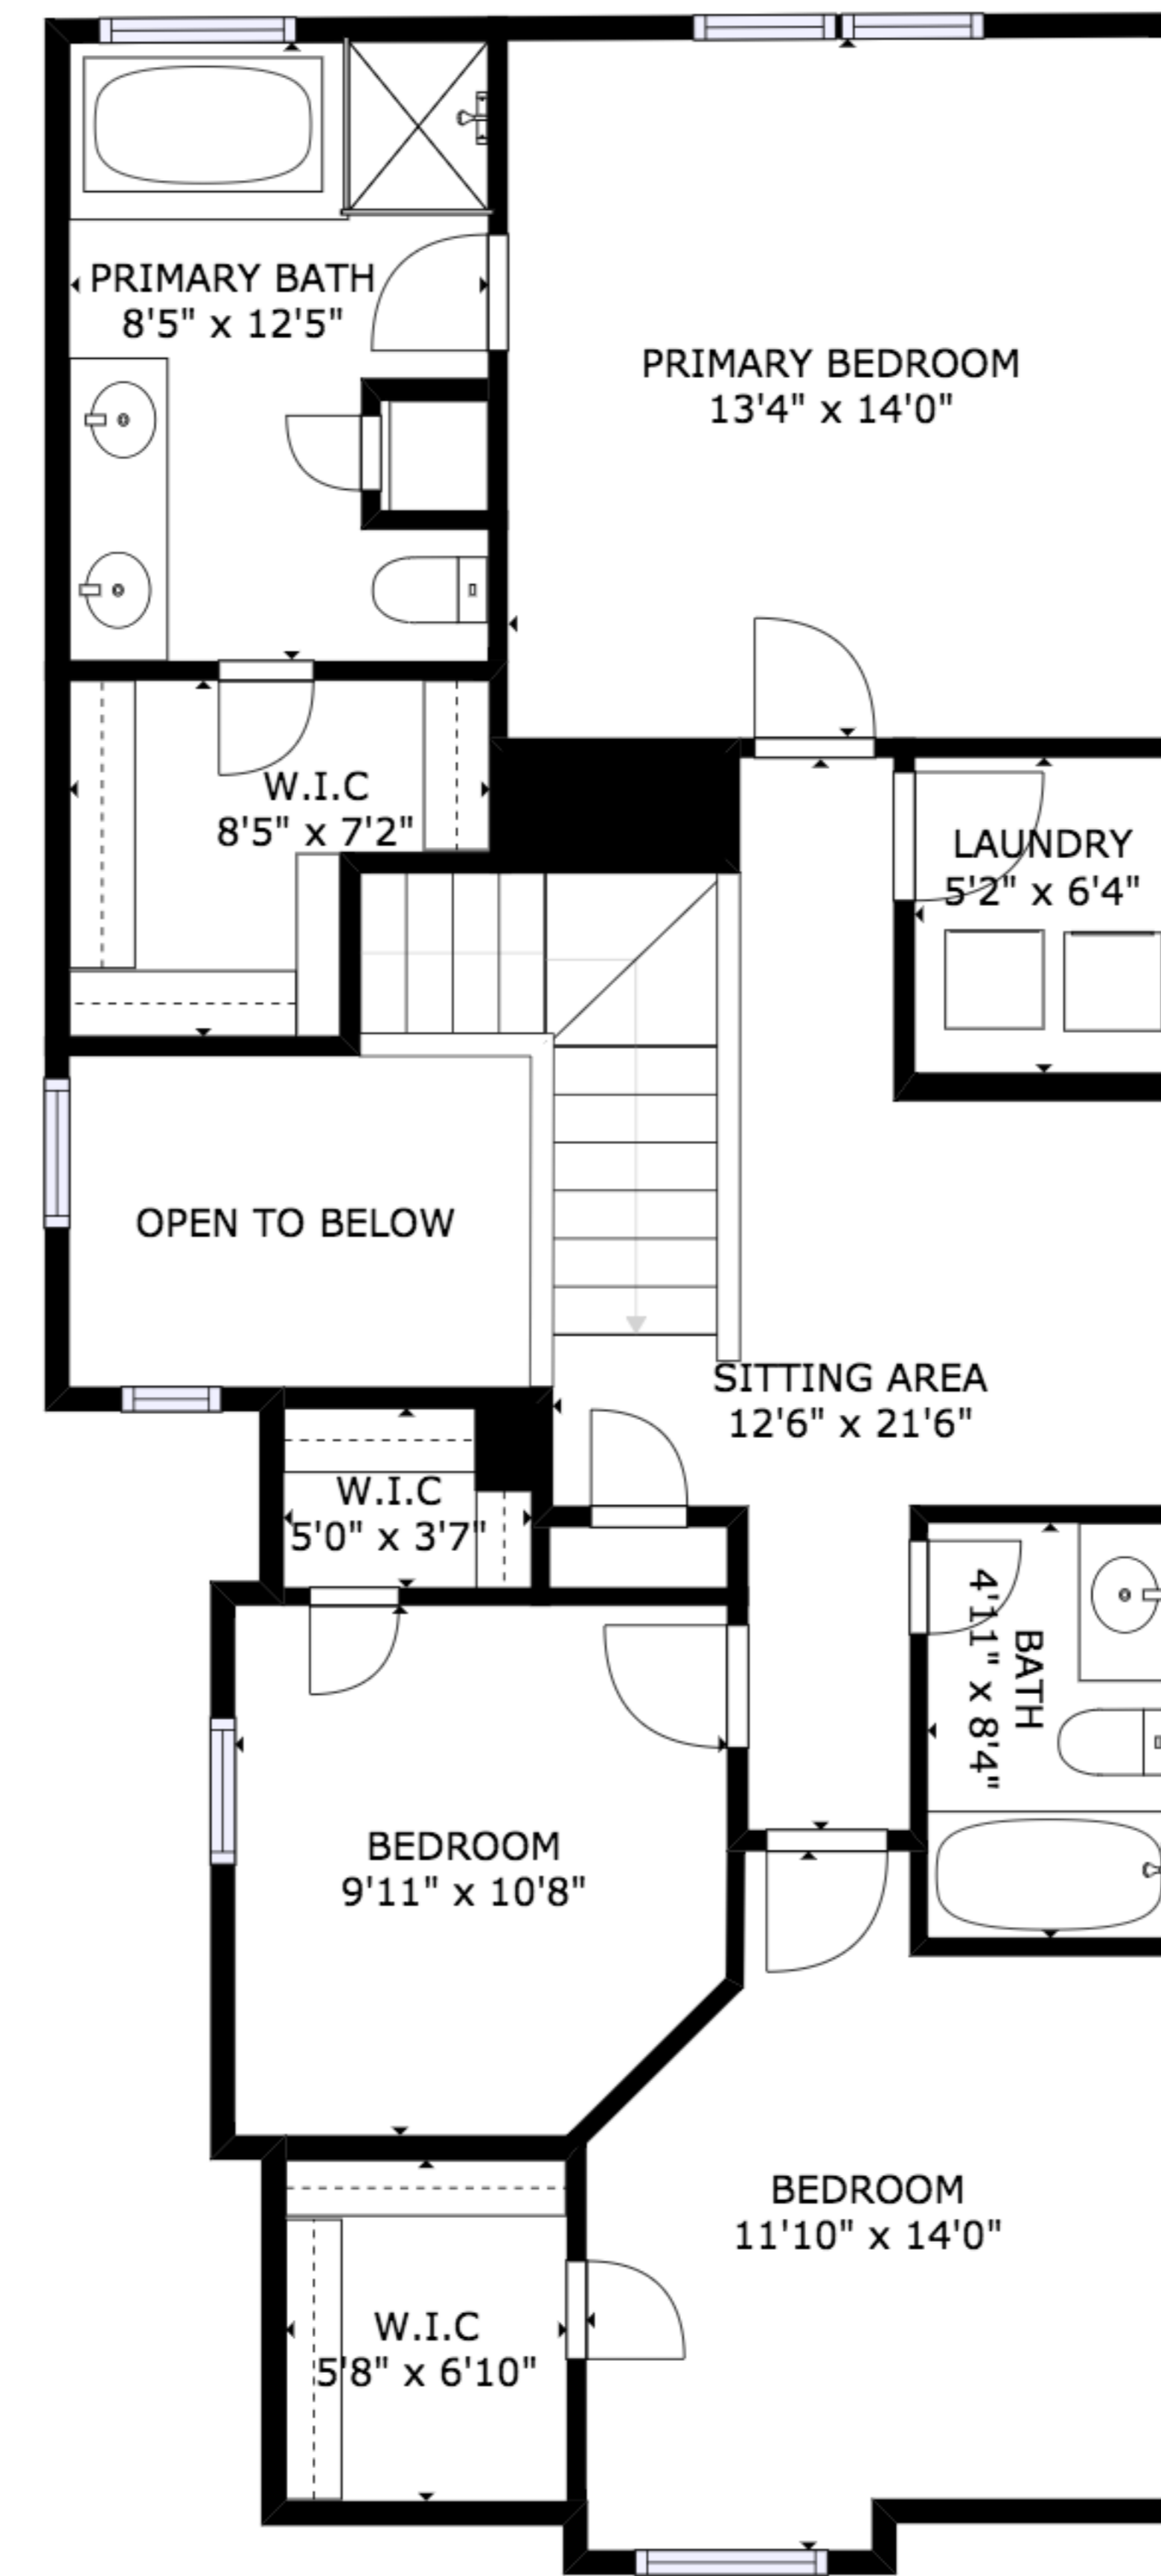 PRIMARY BATH
8'5" x 12'5"
PRIMARY BEDROOM
13'4" x 14'0"
W.I.C
8'5" x 7'2"
LAUNDRY
5'2" x 6'4"
OPEN TO BELOW
SITTING AREA
12'6" x 21'6"
W.I.C
5'0" x 3'7"
BATH
4'11" x 8'4"
BEDROOM
9'11" x 10'8"
BEDROOM
11'10" x 14'0"
W.I.C
5'8" x 6'10"